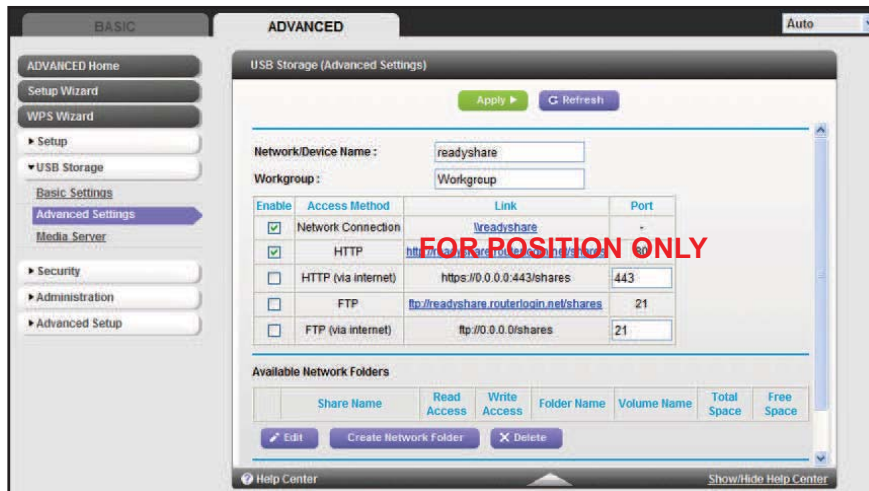 BASIC ADVANCED Auto
ADVANCED Home
Setup Wizard
WPS Wizard
Setup
USB Storage
Basic Settings
Advanced Settings
Media Server
Security
Administration
Advanced Setup
USB Storage (Advanced Settings)
Apply Refresh
Network/Device Name : readyshare
Workgroup : Workgroup
Enable Access Method Link Port
Network Connection \\readyshare -
HTTP http://readyshare.routerlogin.net/shares 80
FOR POSITION ONLY
HTTP (via internet) https://0.0.0.0:443/shares 443
FTP ftp://readyshare.routerlogin.net/shares 21
FTP (via internet) ftp://0.0.0.0/shares 21
Available Network Folders
Share Name Read Access Write Access Folder Name Volume Name Total Space Free Space
Edit Create Network Folder Delete
Help Center Show/Hide Help Center